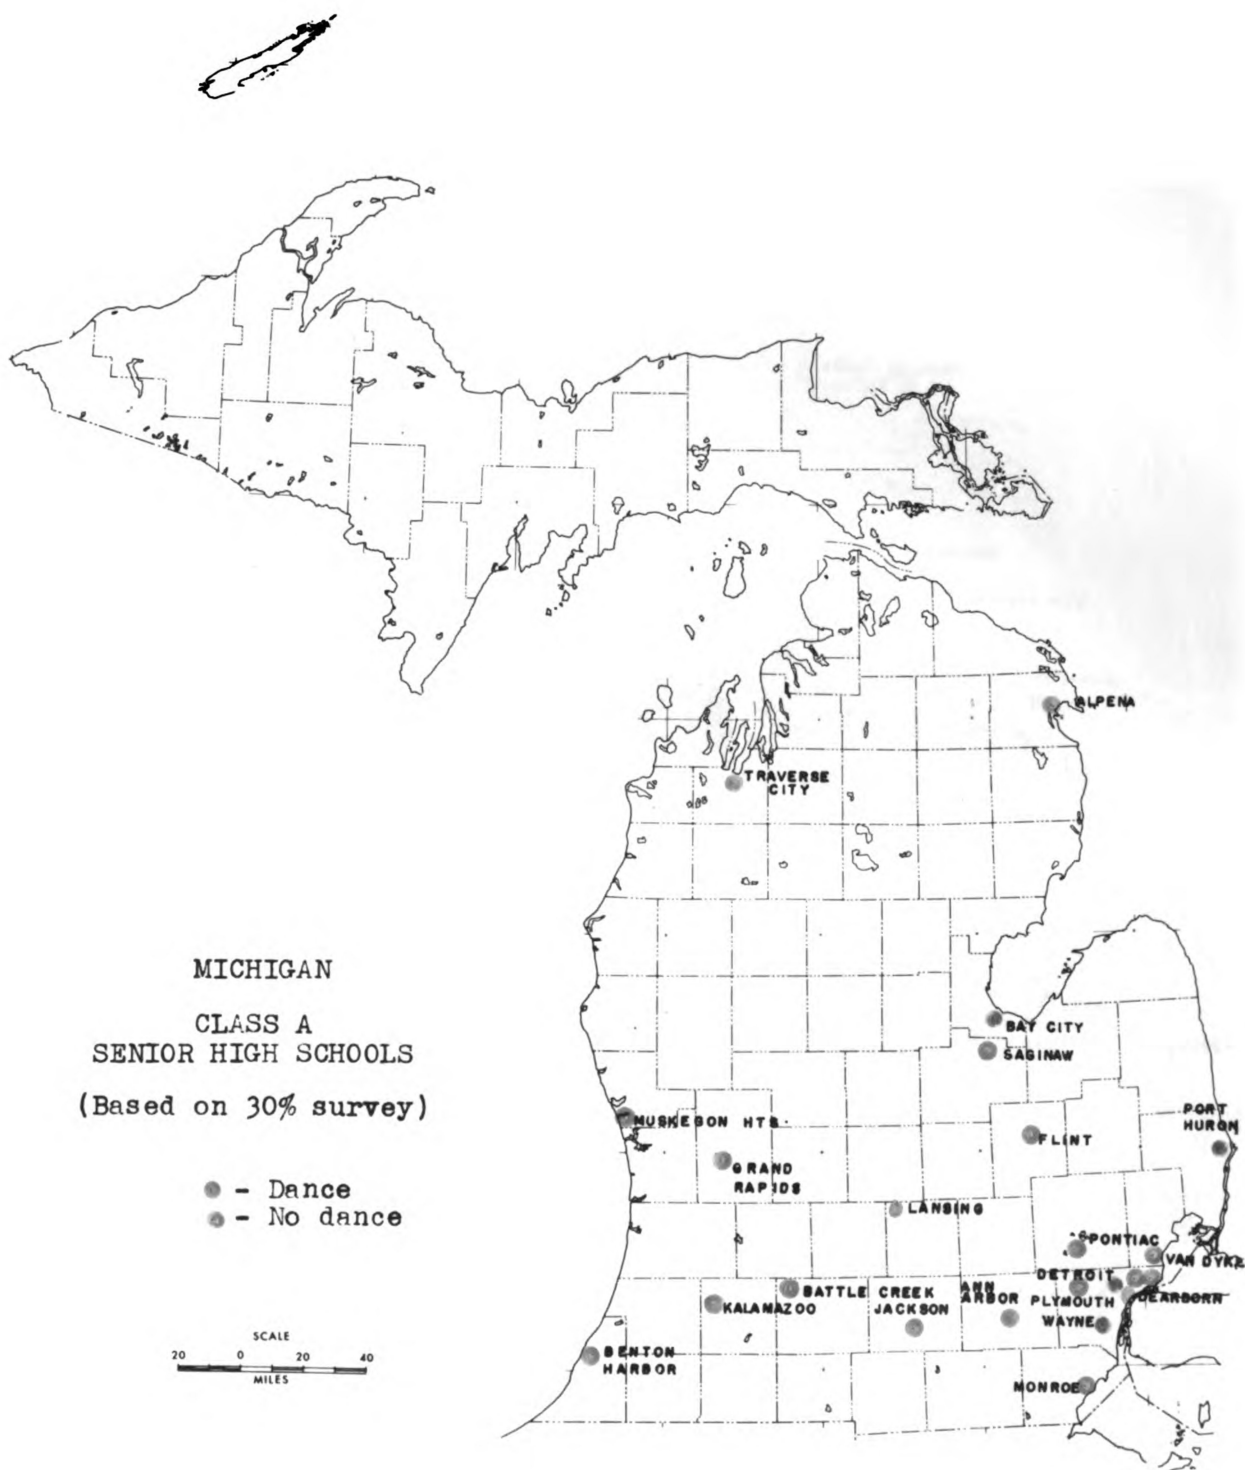 ALPENA
TRAVERSE
CITY
MICHIGAN
CLASS A
SENIOR HIGH SCHOOLS
(Based on 30% survey)
- Dance
- No dance
SCALE
20 0 20 40
MILES
BAY CITY
SAGINAW
MUSKEGON HTS.
GRAND
RAPIDS
FLINT
PORT
HURON
LANSING
PONTIAC
VAN DYKE
DETROIT
DEARBORN
PLYMOUTH
WAYNE
ANN
ARBOR
BATTLE CREEK
JACKSON
KALAMAZOO
BENTON
HARBOR
MONROE